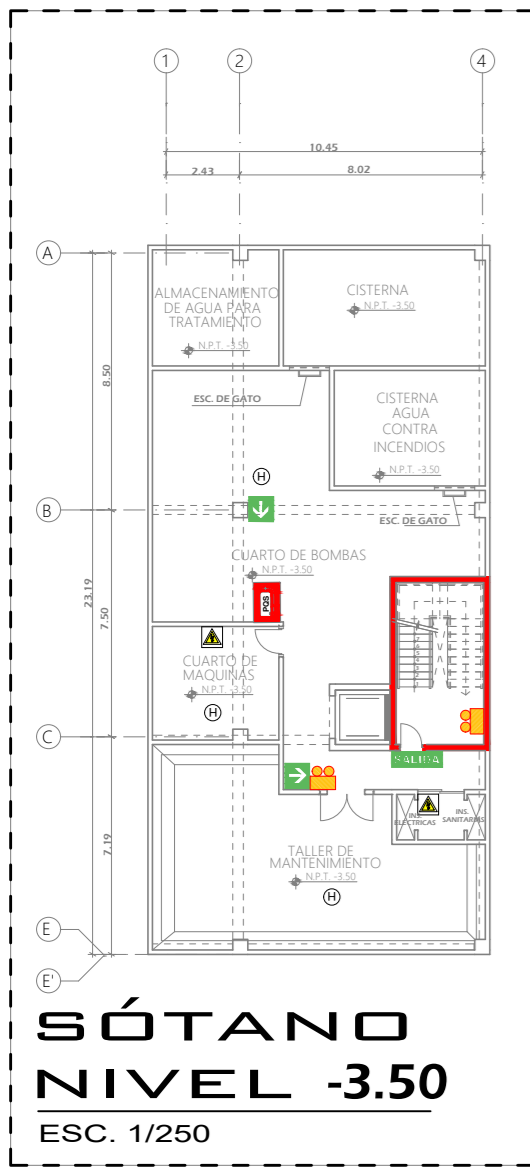 1
2
4
10.45
2.43
8.02
A
ALMACENAMIENTO
DE AGUA PARA
TRATAMIENTO
N.P.T. -3.50
CISTERNA
N.P.T. -3.50
8.50
ESC. DE GATO
CISTERNA
AGUA
CONTRA
INCENDIOS
N.P.T. -3.50
H
B
ESC. DE GATO
CUARTO DE BOMBAS
N.P.T. -3.50
23.19
7.50
PQS
CUARTO DE
MAQUINAS
N.P.T. -3.50
H
C
SALIDA
INS.
ELÉCTRICAS
INS.
SANITARIAS
7.19
TALLER DE
MANTENIMIENTO
N.P.T. -3.50
H
E
E'
SÓTANO
NIVEL -3.50
ESC. 1/250